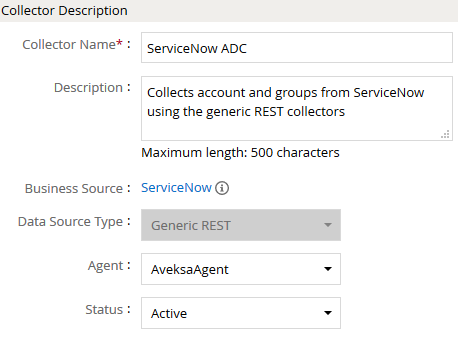 Collector Description
Collector Name* : ServiceNow ADC
Description : Collects account and groups from ServiceNow
using the generic REST collectors
Maximum length: 500 characters
Business Source : ServiceNow
Data Source Type : Generic REST
Agent : AveksaAgent
Status : Active